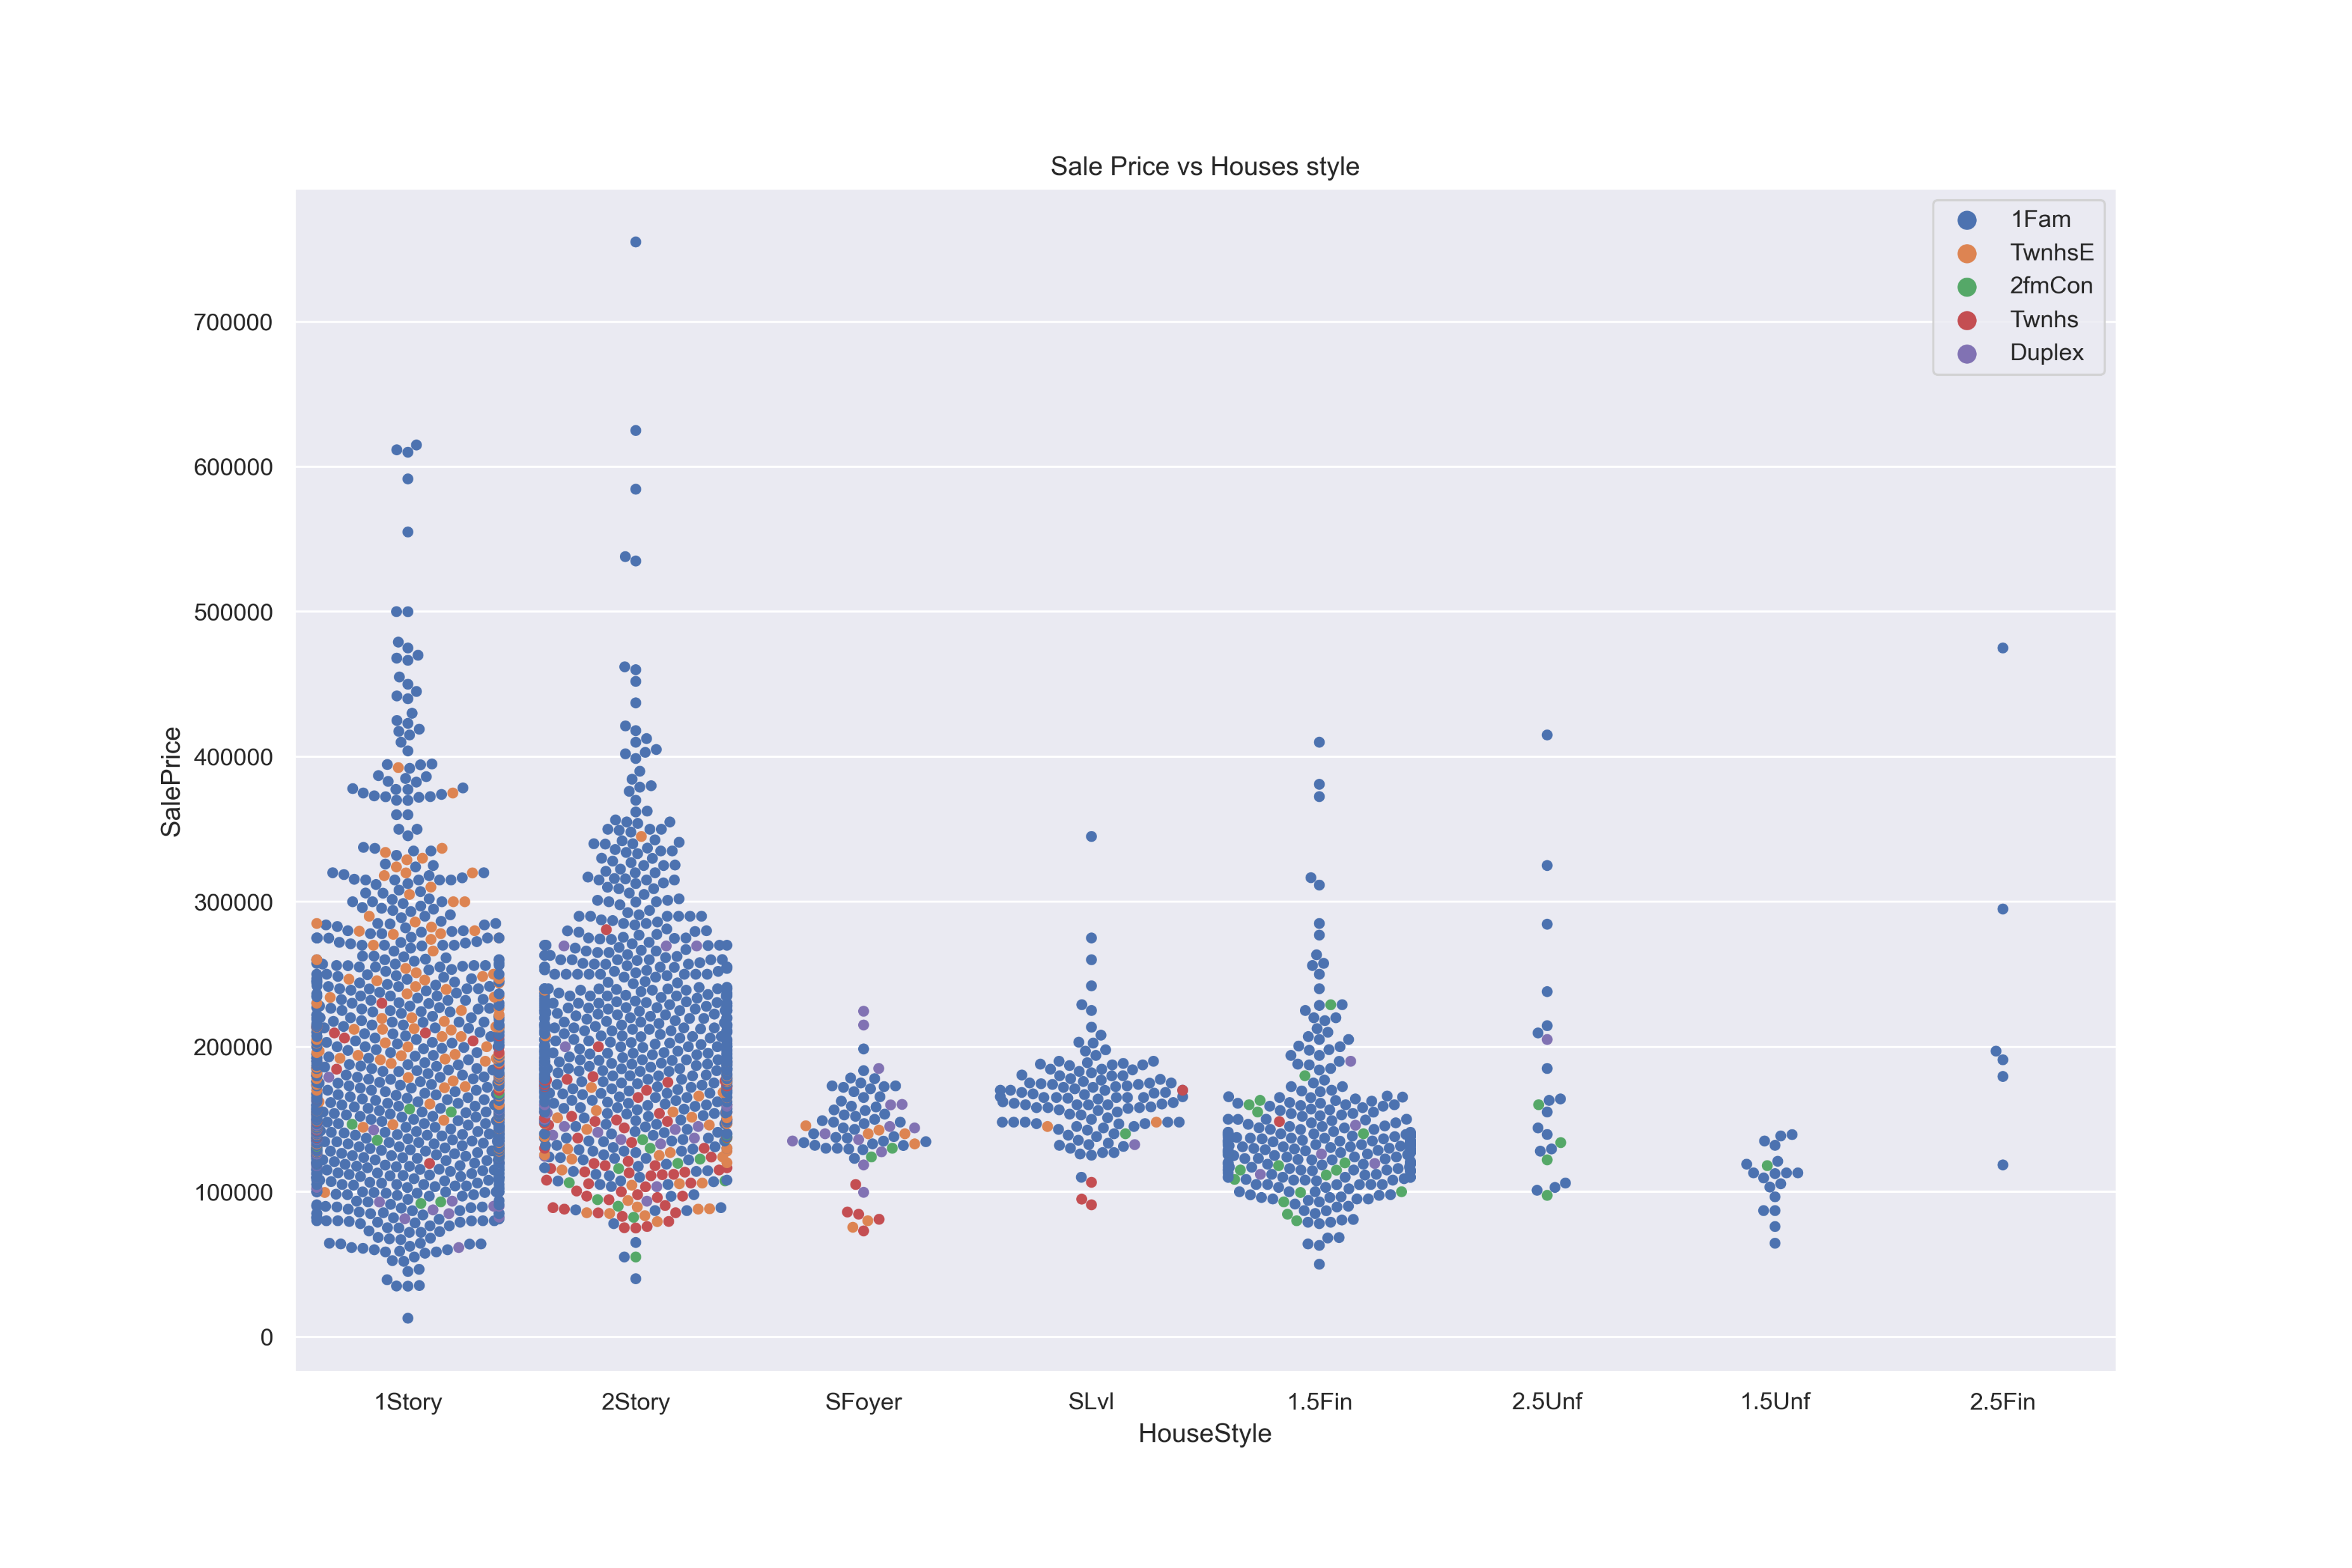 Sale Price vs Houses style
1Fam
TwnhsE
2fmCon
Twnhs
Duplex
700000
600000
500000
400000
300000
200000
100000
0
SalePrice
1Story 2Story SFoyer SLvl 1.5Fin 2.5Unf 1.5Unf 2.5Fin
HouseStyle